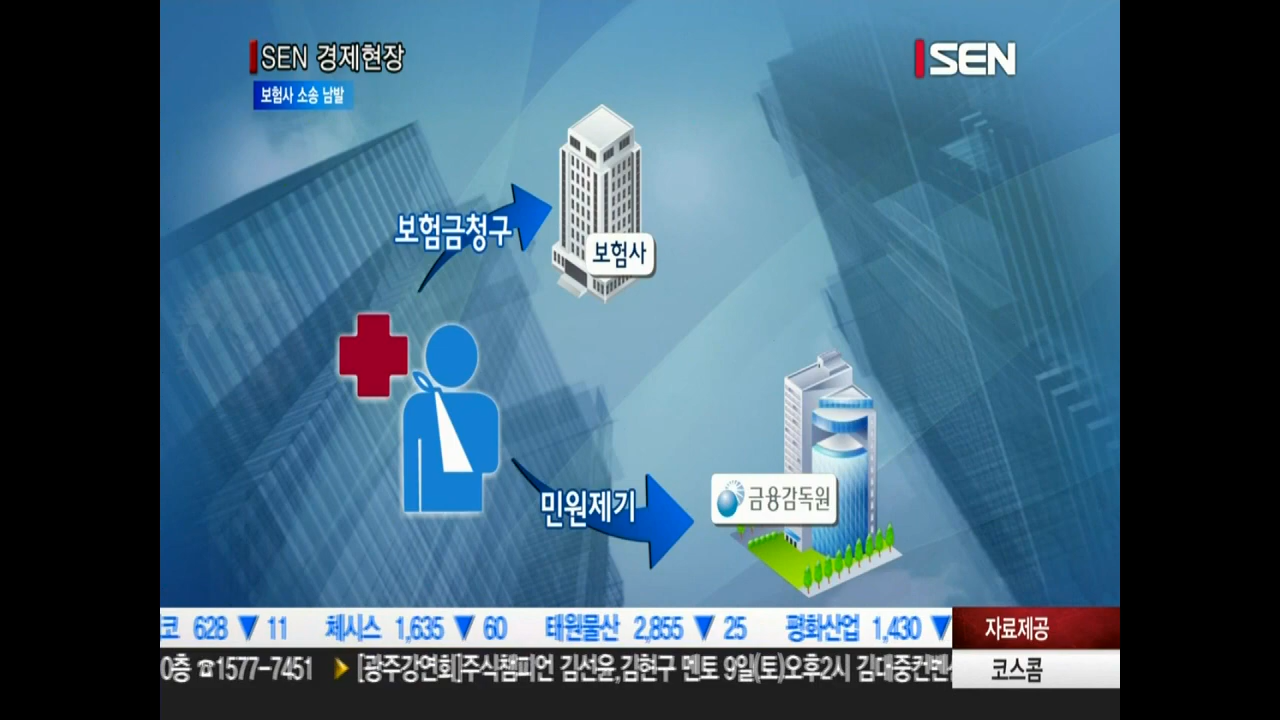 SEN 경제현장
SEN
보험사 소송 남발
보험금청구
보험사
민원제기
금융감독원
코 628 ▼ 11 체시스 1,635 ▼ 60 태원물산 2,855 ▼ 25 평화산업 1,430 ▼
자료제공
0층 ☎1577-7451 ▶ [광주강연회]주식챔피언 김선윤,김현구 멘토 9일(토)오후2시 김대중컨벤
코스콤